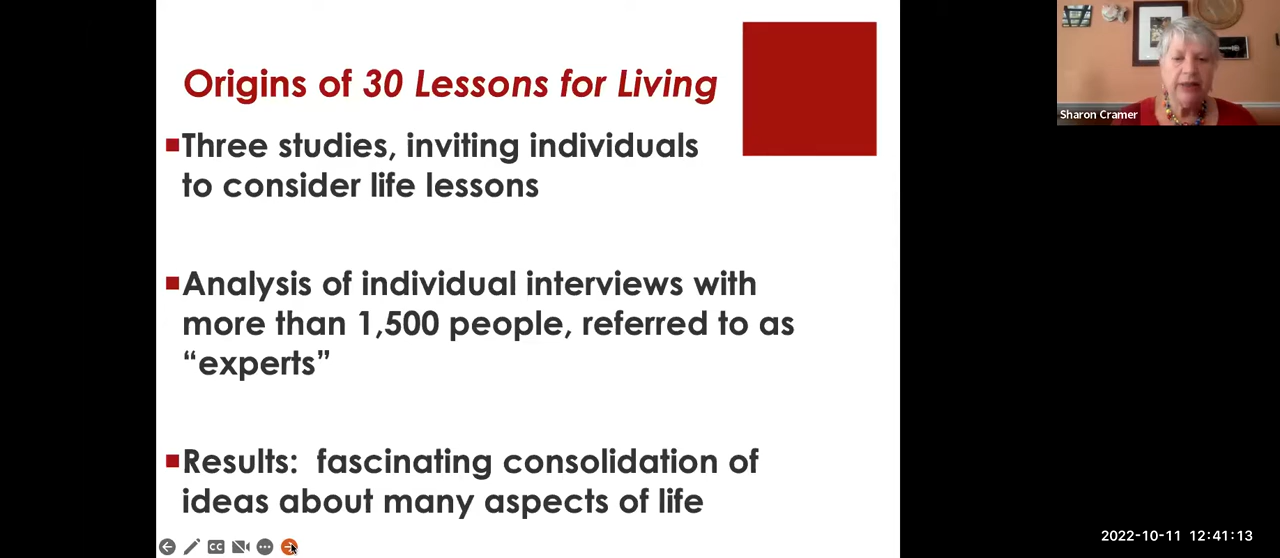 Origins of 30 Lessons for Living
Three studies, inviting individuals
to consider life lessons
Analysis of individual interviews with
more than 1,500 people, referred to as
“experts”
Results:  fascinating consolidation of
ideas about many aspects of life
CC
Sharon Cramer
2022-10-11 12:41:13